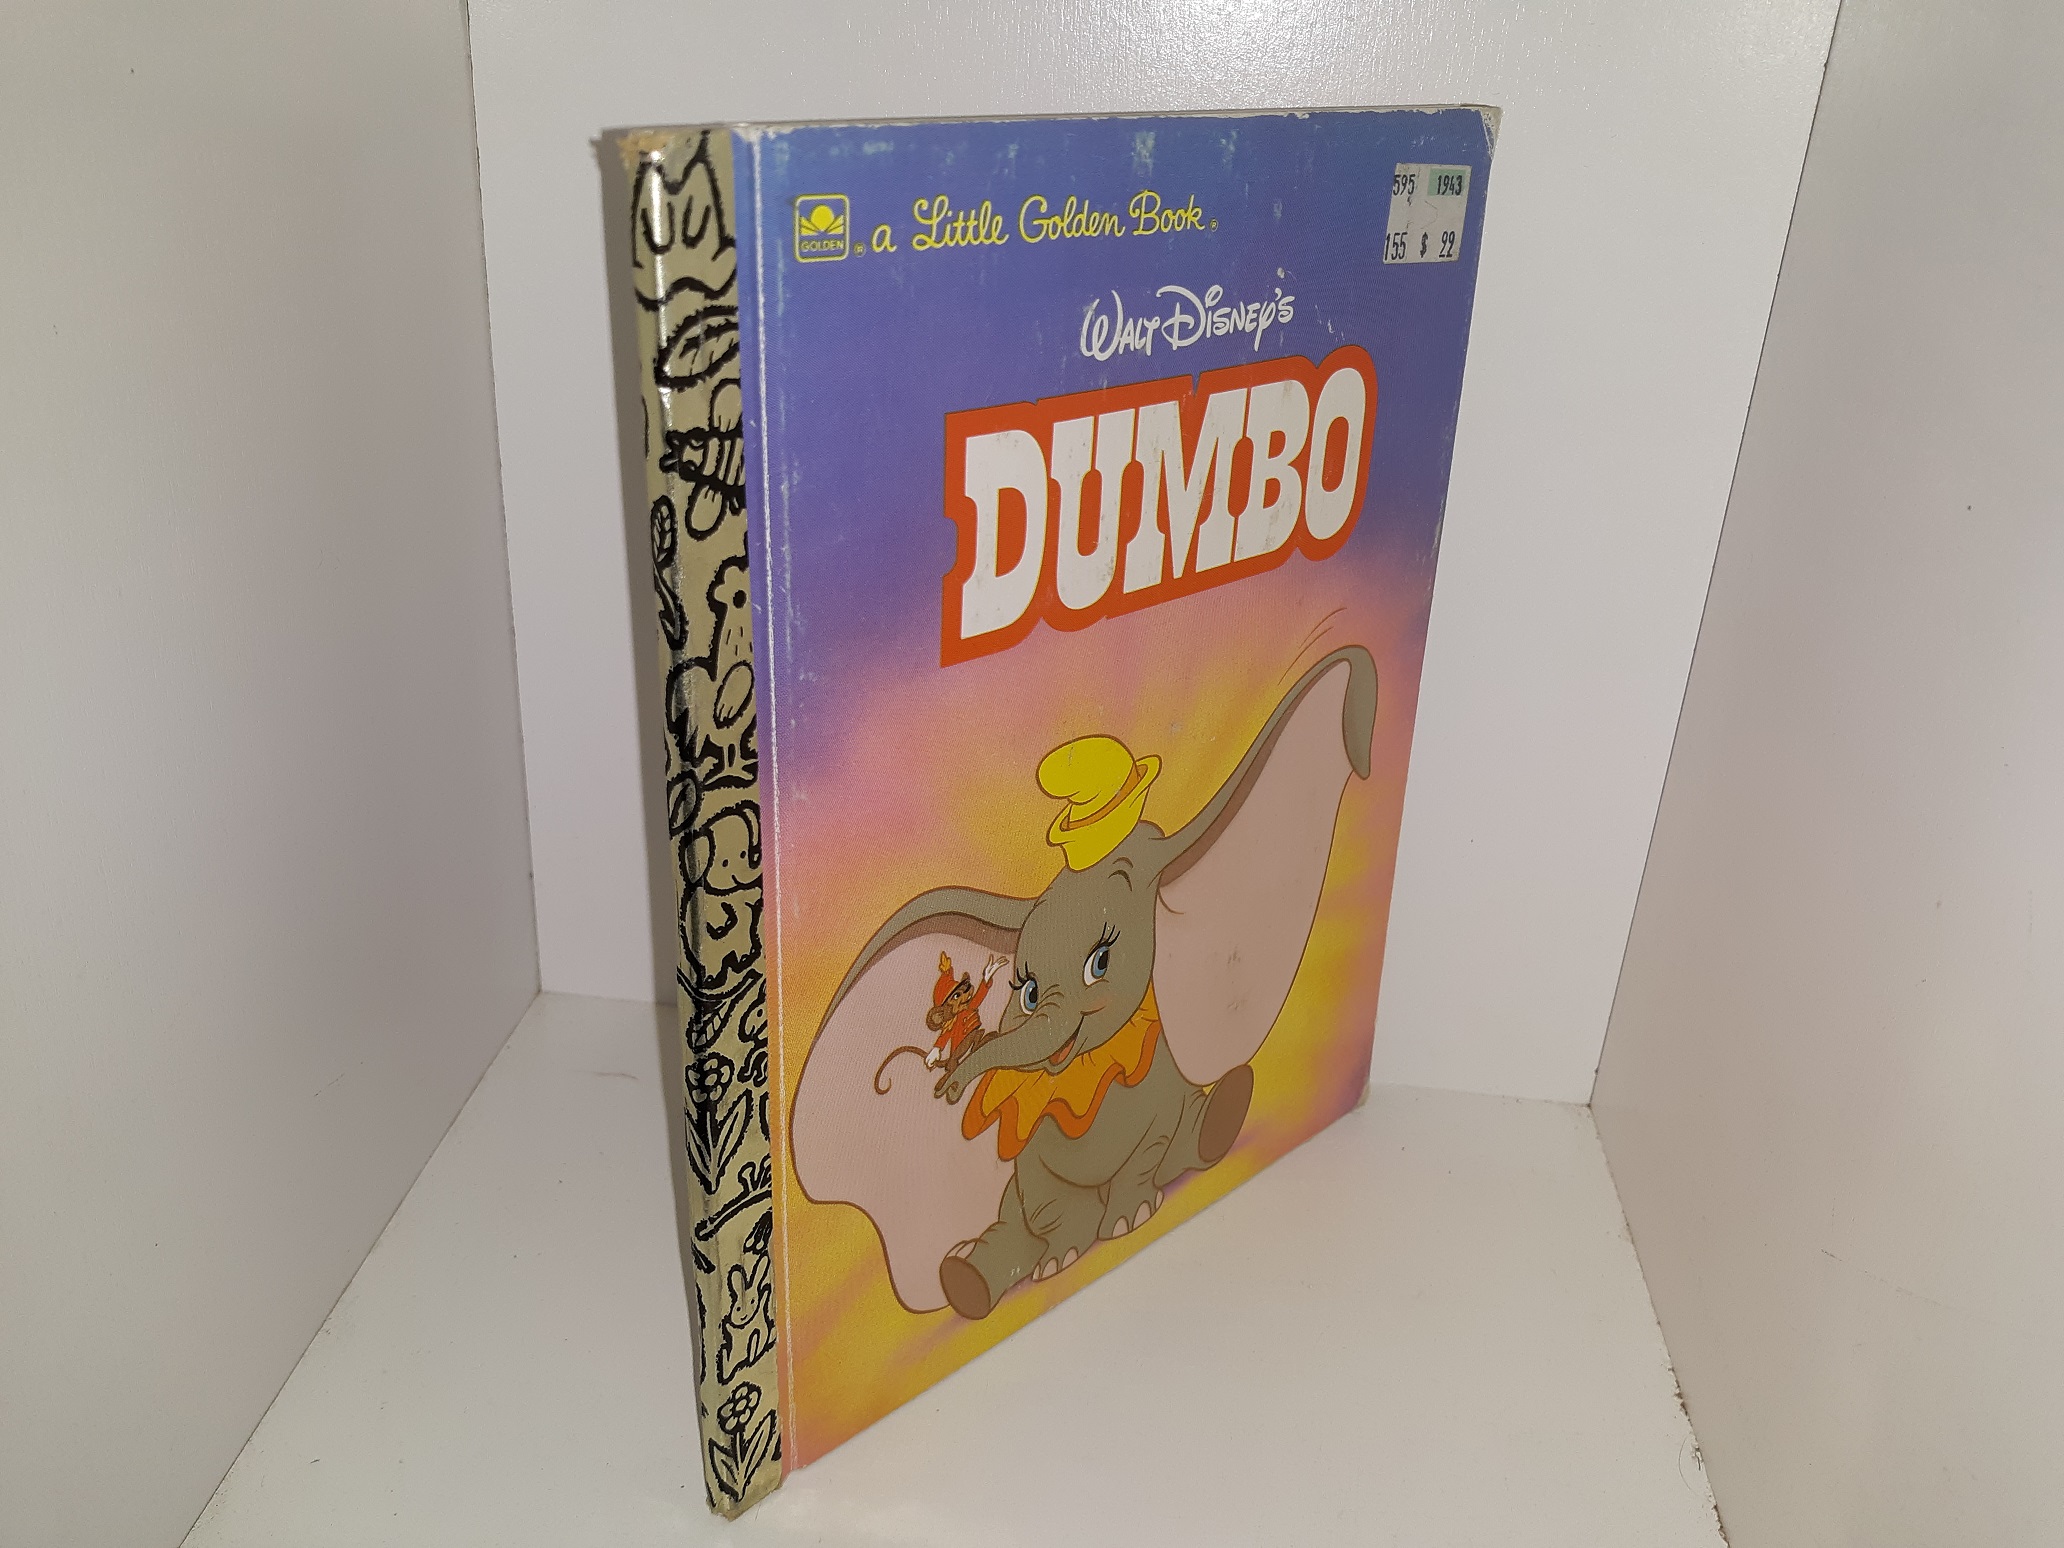 GOLDEN ® a Little Golden Book®
595 1943
155 $ 22
WALT DISNEY'S
DUMBO